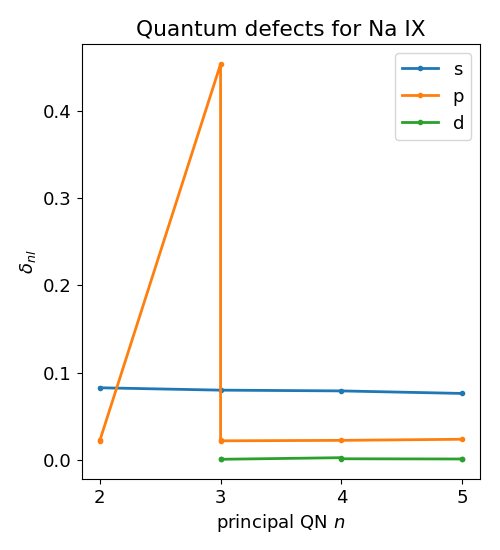 Quantum defects for Na IX
s
p
d
δnl
0.4
0.3
0.2
0.1
0.0
2 3 4 5
principal QN n